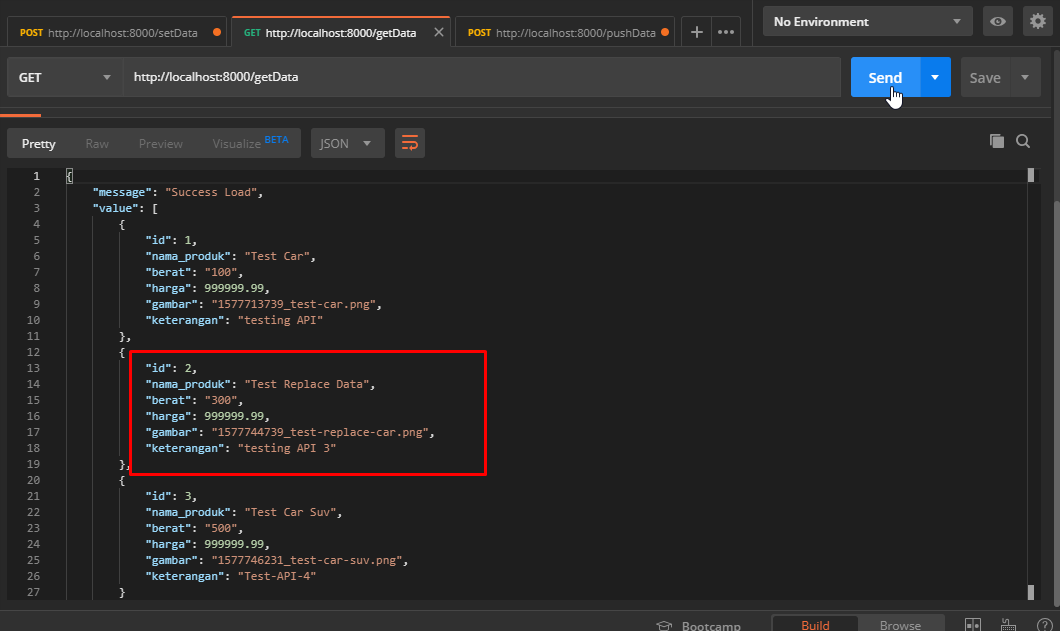 POST http://localhost:8000/setData
GET http://localhost:8000/getData
POST http://localhost:8000/pushData
No Environment
GET http://localhost:8000/getData
Send
Save
Pretty Raw Preview Visualize BETA JSON
1 {
2 "message": "Success Load",
3 "value": [
4 {
5 "id": 1,
6 "nama_produk": "Test Car",
7 "berat": "100",
8 "harga": 999999.99,
9 "gambar": "1577713739_test-car.png",
10 "keterangan": "testing API"
11 },
12 {
13 "id": 2,
14 "nama_produk": "Test Replace Data",
15 "berat": "300",
16 "harga": 999999.99,
17 "gambar": "1577744739_test-replace-car.png",
18 "keterangan": "testing API 3"
19 },
20 {
21 "id": 3,
22 "nama_produk": "Test Car Suv",
23 "berat": "500",
24 "harga": 999999.99,
25 "gambar": "1577746231_test-car-suv.png",
26 "keterangan": "Test-API-4"
27 }
Bootcamp Build Browse